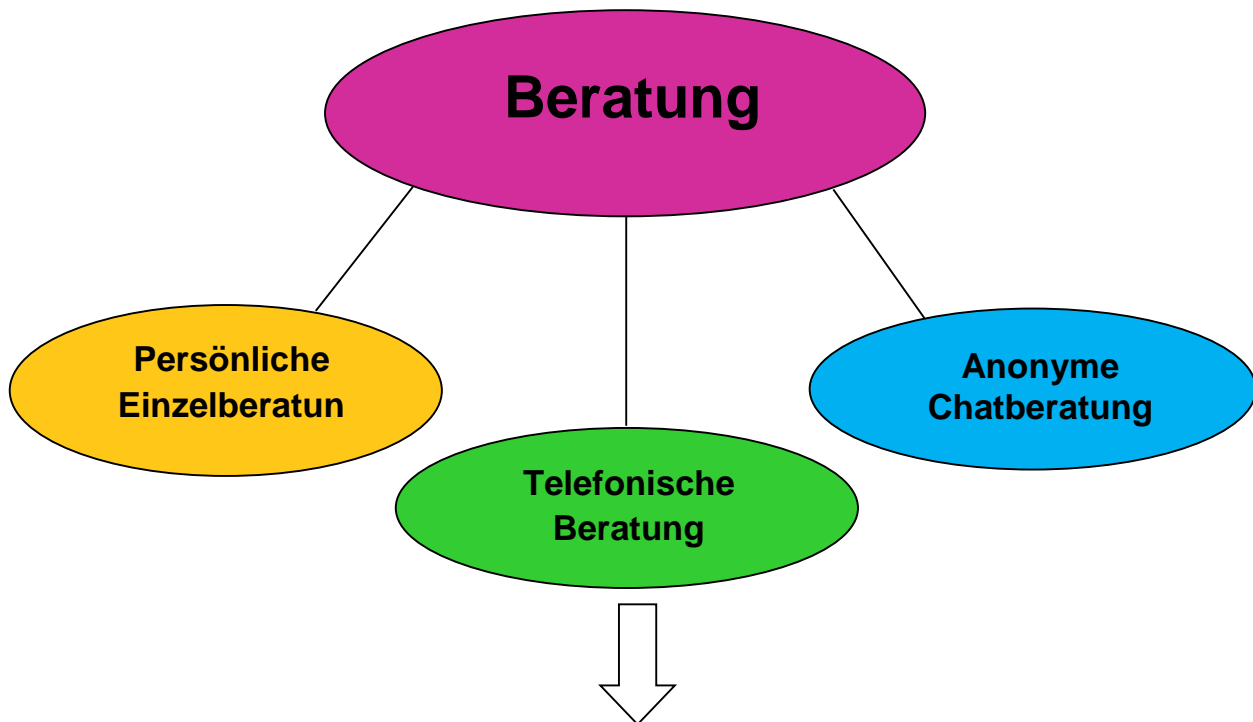 Beratung
Persönliche
Einzelberatun
Anonyme
Chatberatung
Telefonische
Beratung